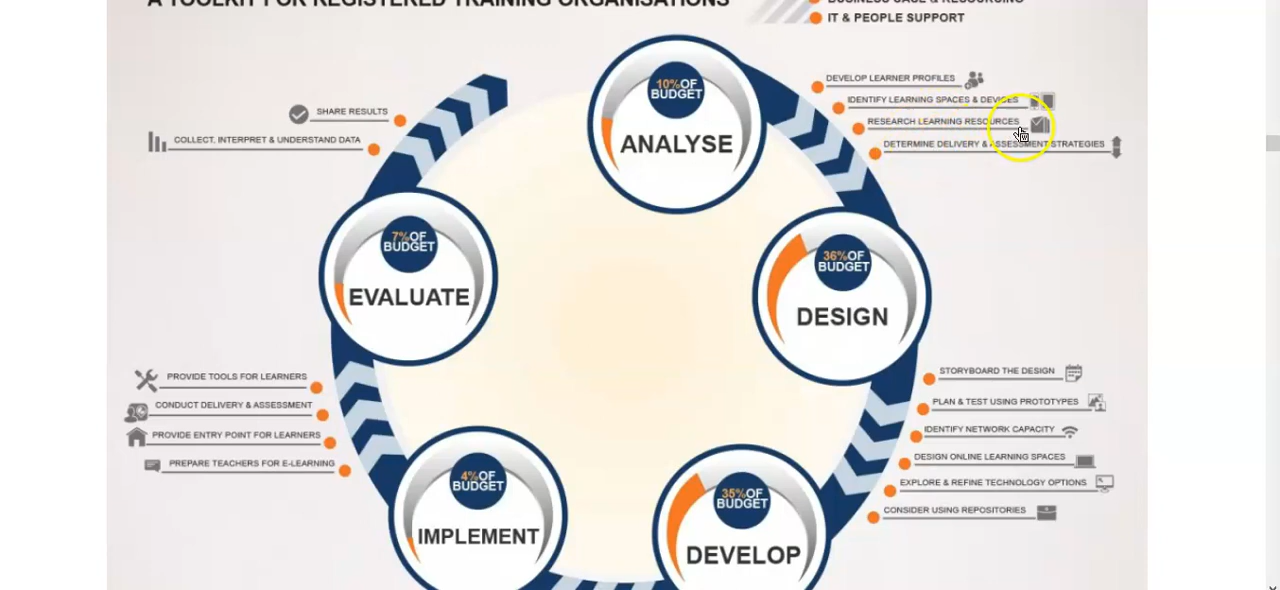 A TOOLKIT FOR REGISTERED TRAINING ORGANISATIONS
BUSINESS CASE & RESOURCING
IT & PEOPLE SUPPORT
10% OF
BUDGET
ANALYSE
DEVELOP LEARNER PROFILES
IDENTIFY LEARNING SPACES & DEVICES
RESEARCH LEARNING RESOURCES
DETERMINE DELIVERY & ASSESSMENT STRATEGIES
SHARE RESULTS
COLLECT, INTERPRET & UNDERSTAND DATA
7% OF
BUDGET
EVALUATE
36% OF
BUDGET
DESIGN
STORYBOARD THE DESIGN
PLAN & TEST USING PROTOTYPES
IDENTIFY NETWORK CAPACITY
DESIGN ONLINE LEARNING SPACES
EXPLORE & REFINE TECHNOLOGY OPTIONS
CONSIDER USING REPOSITORIES
PROVIDE TOOLS FOR LEARNERS
CONDUCT DELIVERY & ASSESSMENT
PROVIDE ENTRY POINT FOR LEARNERS
PREPARE TEACHERS FOR E-LEARNING
4% OF
BUDGET
IMPLEMENT
35% OF
BUDGET
DEVELOP